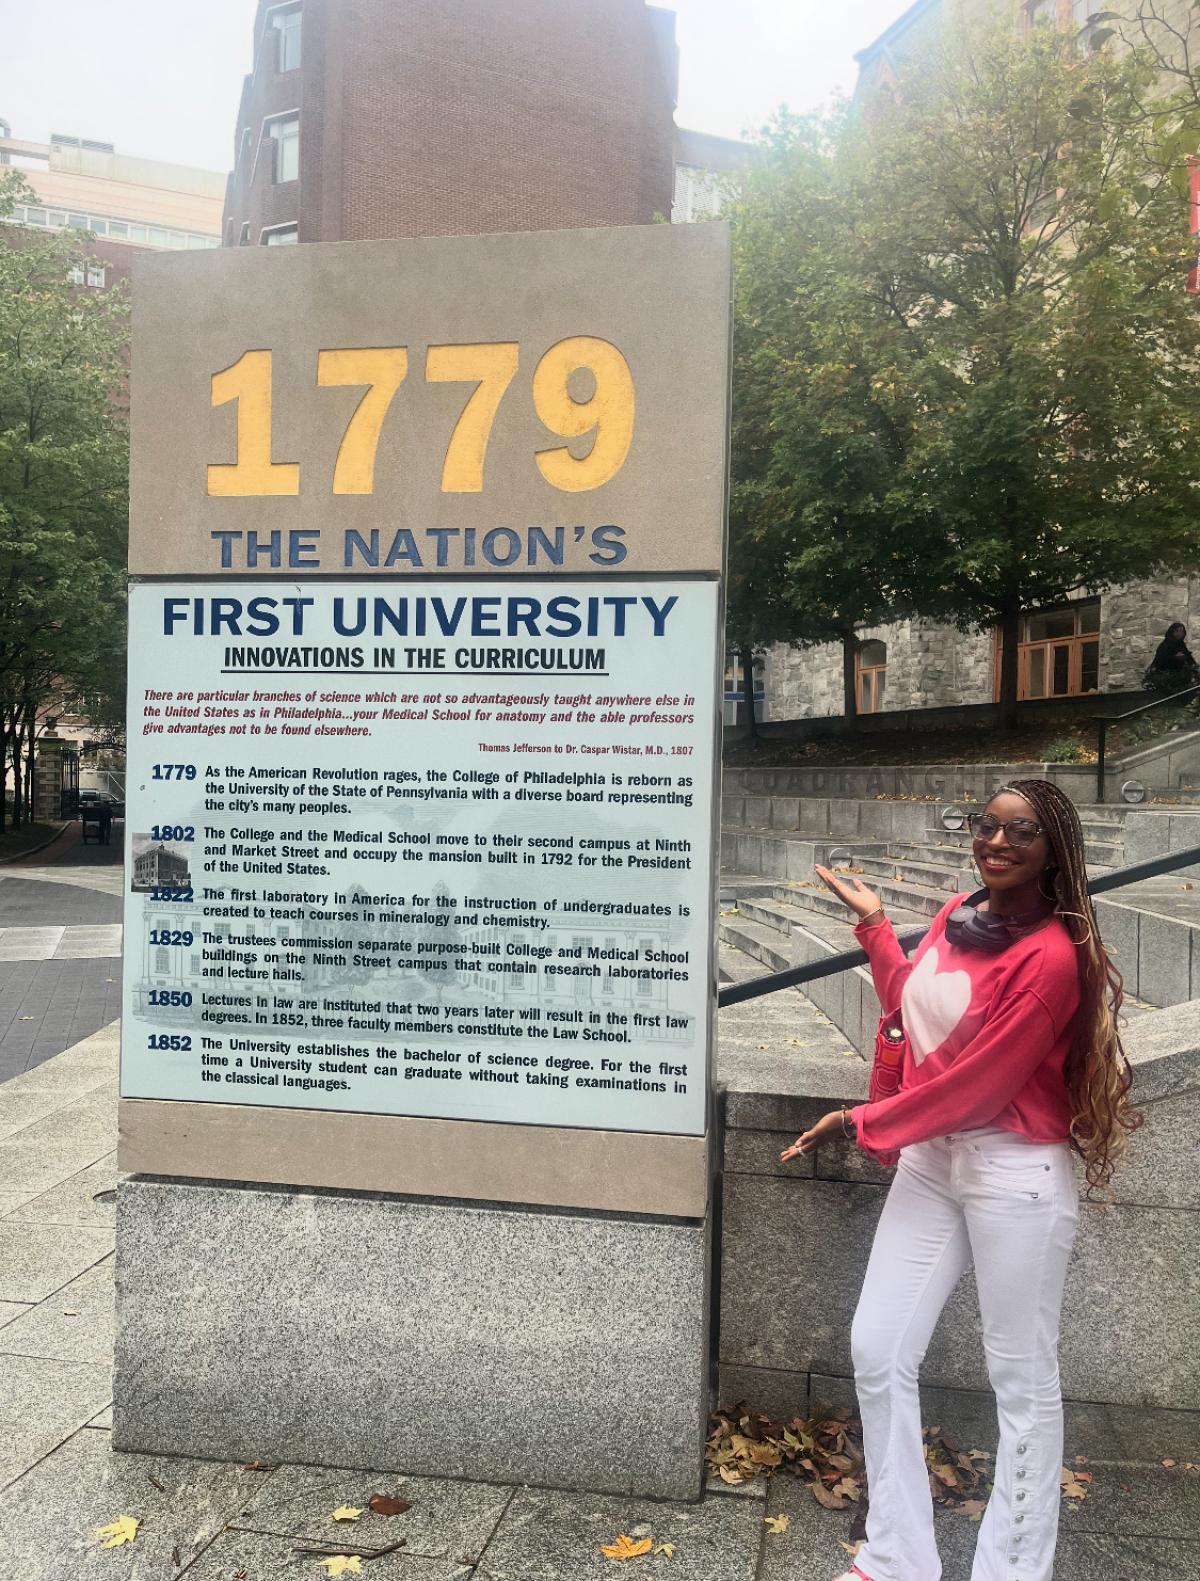 1779
THE NATION'S
FIRST UNIVERSITY
INNOVATIONS IN THE CURRICULUM
There are particular branches of science which are not so advantageously taught anywhere else in
the United States as in Philadelphia...your Medical School for anatomy and the able professors
give advantages not to be found elsewhere.
Thomas Jefferson to Dr. Caspar Wistar, M.D., 1807
1779 As the American Revolution rages, the College of Philadelphia is reborn as
the University of the State of Pennsylvania with a diverse board representing
the city's many peoples.
1802 The College and the Medical School move to their second campus at Ninth
and Market Street and occupy the mansion built in 1792 for the President
of the United States.
1822 The first laboratory in America for the instruction of undergraduates is
created to teach courses in mineralogy and chemistry.
1829 The trustees commission separate purpose-built College and Medical School
buildings on the Ninth Street campus that contain research laboratories
and lecture halls.
1850 Lectures in law are instituted that two years later will result in the first law
degrees. In 1852, three faculty members constitute the Law School.
1852 The University establishes the bachelor of science degree. For the first
time a University student can graduate without taking examinations in
the classical languages.